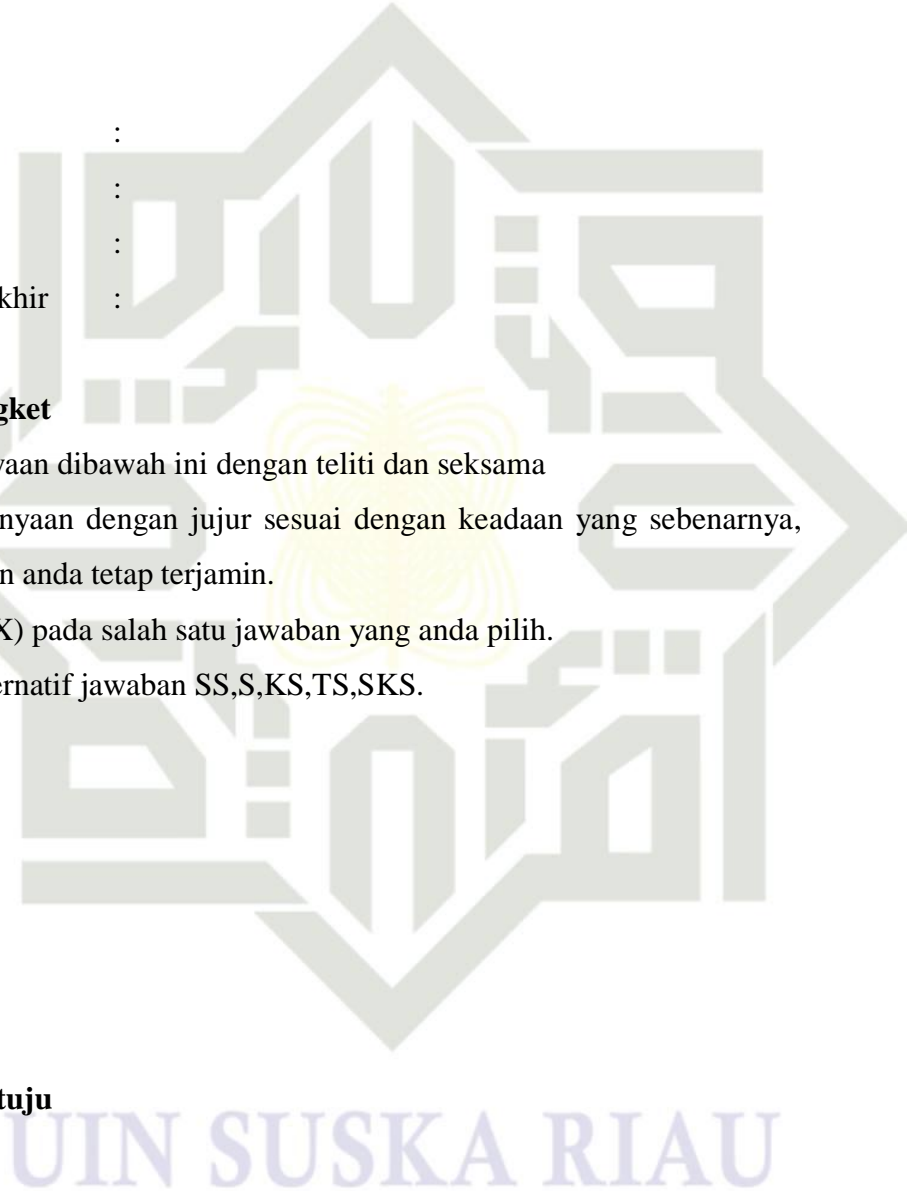 :
:
:
khir :
gket
yaan dibawah ini dengan teliti dan seksama
nyaan dengan jujur sesuai dengan keadaan yang sebenarnya,
n anda tetap terjamin.
X) pada salah satu jawaban yang anda pilih.
ernatif jawaban SS,S,KS,TS,SKS.
tuju
UIN SUSKA RIAU